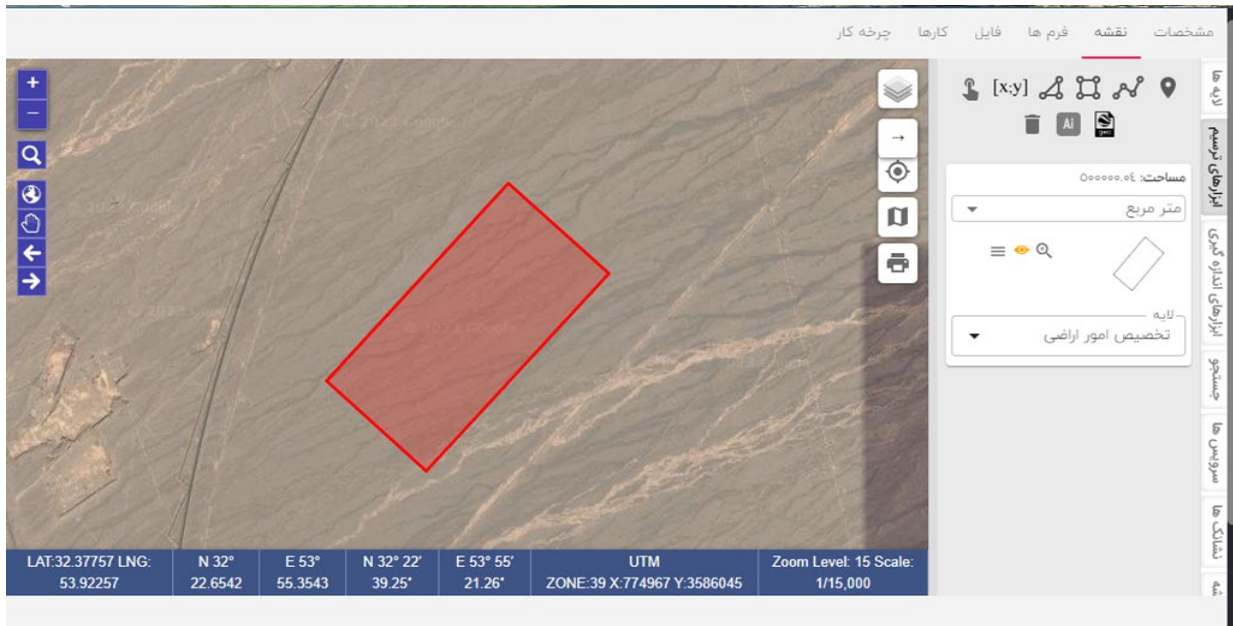 مشخصات نقشه فرم ها فایل کارها چرخه کار
[x;y]
Ai
geo
مساحت: ٥٠٠٠٠٠.٠٤
متر مربع
لایه
تخصیص امور اراضی
لایه ها
ابزارهای ترسیم
ابزارهای اندازه گیری
جستجو
سرویس ها
نشانک ها
LAT:32.37757 LNG: 53.92257
N 32° 22.6542
E 53° 55.3543
N 32° 22′ 39.25″
E 53° 55′ 21.26″
UTM
ZONE:39 X:774967 Y:3586045
Zoom Level: 15 Scale: 1/15,000